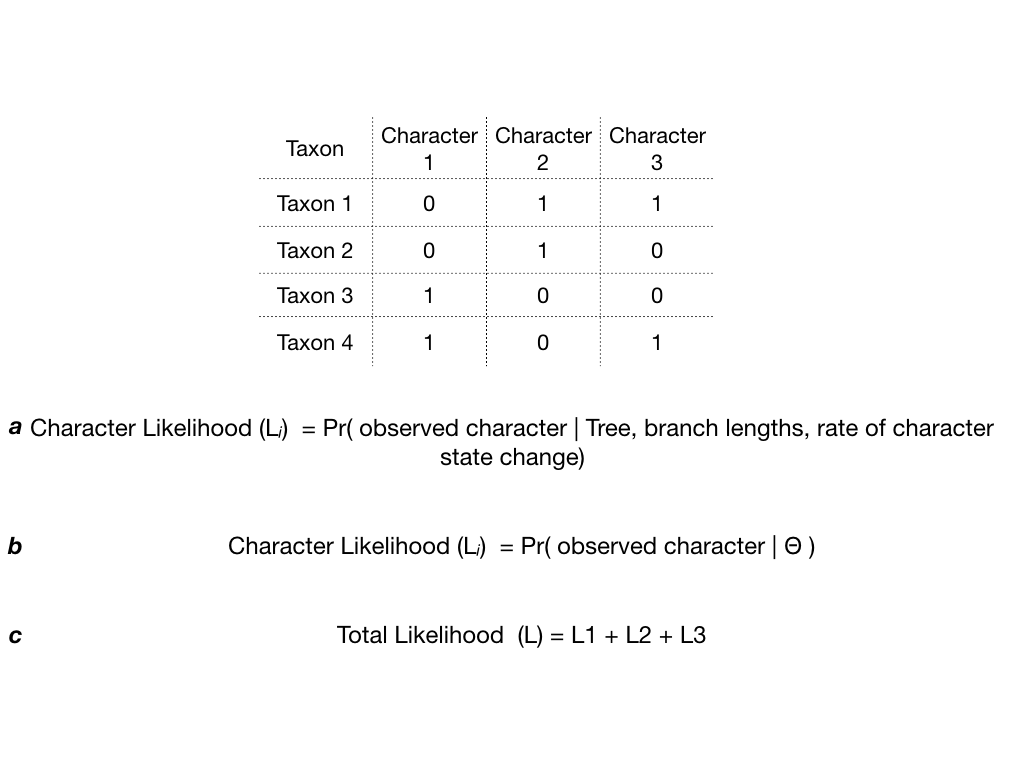 Taxon Character 1 Character 2 Character 3
Taxon 1 0 1 1
Taxon 2 0 1 0
Taxon 3 1 0 0
Taxon 4 1 0 1
a Character Likelihood (Li) = Pr( observed character | Tree, branch lengths, rate of character
state change)
b Character Likelihood (Li) = Pr( observed character | Θ )
c Total Likelihood (L) = L1 + L2 + L3